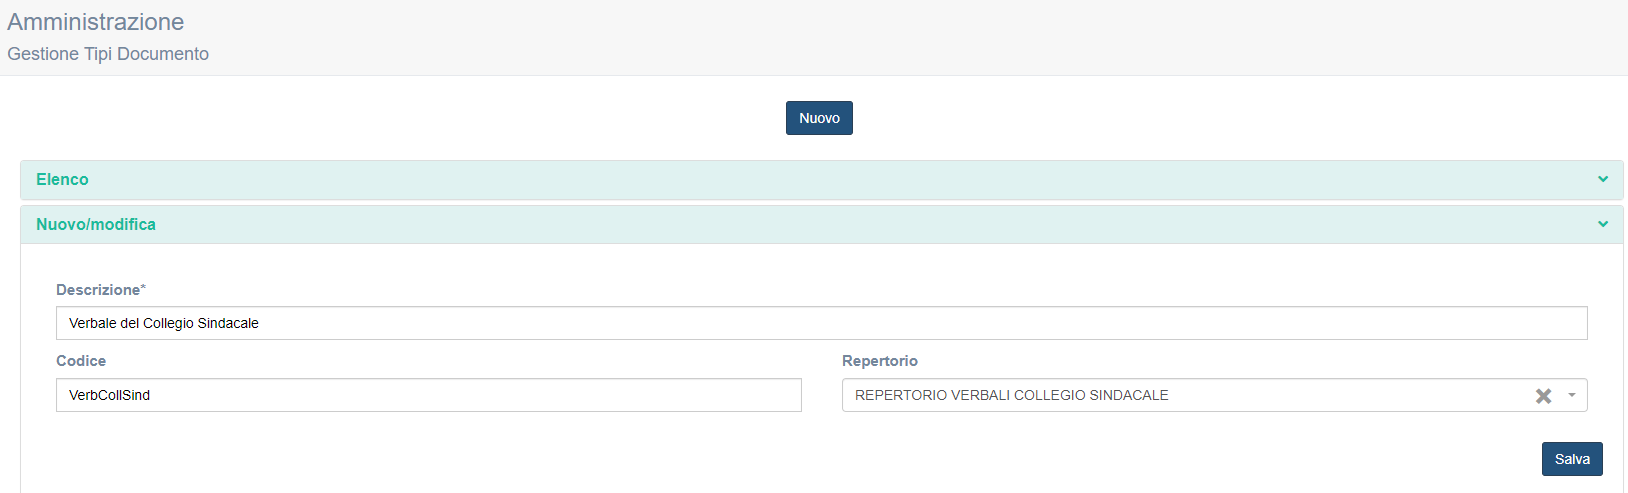 Amministrazione
Gestione Tipi Documento
Nuovo
Elenco
Nuovo/modifica
Descrizione*
Verbale del Collegio Sindacale
Codice
Repertorio
VerbCollSind
REPERTORIO VERBALI COLLEGIO SINDACALE
Salva